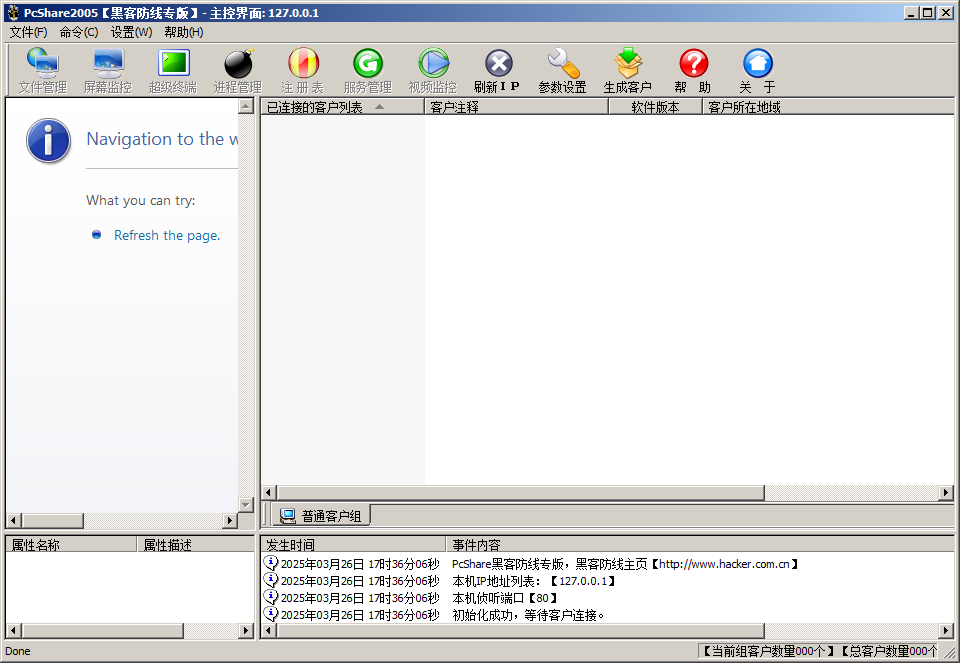 PcShare2005【黑客防线专版】- 主控界面: 127.0.0.1
文件(F) 命令(C) 设置(W) 帮助(H)
文件管理 屏幕监控 超级终端 进程管理 注 册 表 服务管理 视频监控 刷新ＩＰ 参数设置 生成客户 帮 助 关 于
已连接的客户列表 客户注释 软件版本 客户所在地域
Navigation to the w
What you can try:
Refresh the page.
普通客户组
属性名称 属性描述
发生时间 事件内容
2025年03月26日 17时36分06秒 PcShare黑客防线专版，黑客防线主页【http://www.hacker.com.cn】
2025年03月26日 17时36分06秒 本机IP地址列表：【127.0.0.1】
2025年03月26日 17时36分06秒 本机侦听端口【80】
2025年03月26日 17时36分06秒 初始化成功，等待客户连接。
Done 【当前组客户数量000个】【总客户数量000个